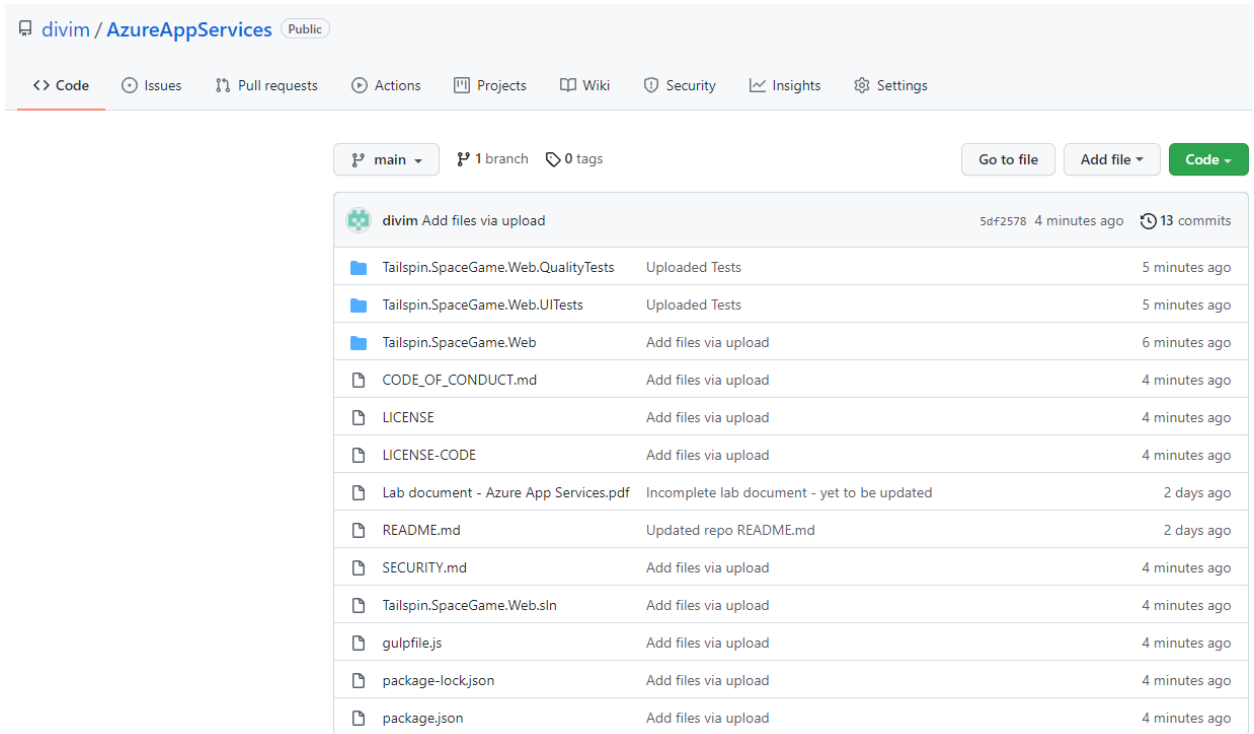 divim / AzureAppServices Public
Code Issues Pull requests Actions Projects Wiki Security Insights Settings
main 1 branch 0 tags Go to file Add file Code
divim Add files via upload 5df2578 4 minutes ago 13 commits
Tailspin.SpaceGame.Web.QualityTests Uploaded Tests 5 minutes ago
Tailspin.SpaceGame.Web.UITests Uploaded Tests 5 minutes ago
Tailspin.SpaceGame.Web Add files via upload 6 minutes ago
CODE_OF_CONDUCT.md Add files via upload 4 minutes ago
LICENSE Add files via upload 4 minutes ago
LICENSE-CODE Add files via upload 4 minutes ago
Lab document - Azure App Services.pdf Incomplete lab document - yet to be updated 2 days ago
README.md Updated repo README.md 2 days ago
SECURITY.md Add files via upload 4 minutes ago
Tailspin.SpaceGame.Web.sln Add files via upload 4 minutes ago
gulpfile.js Add files via upload 4 minutes ago
package-lock.json Add files via upload 4 minutes ago
package.json Add files via upload 4 minutes ago